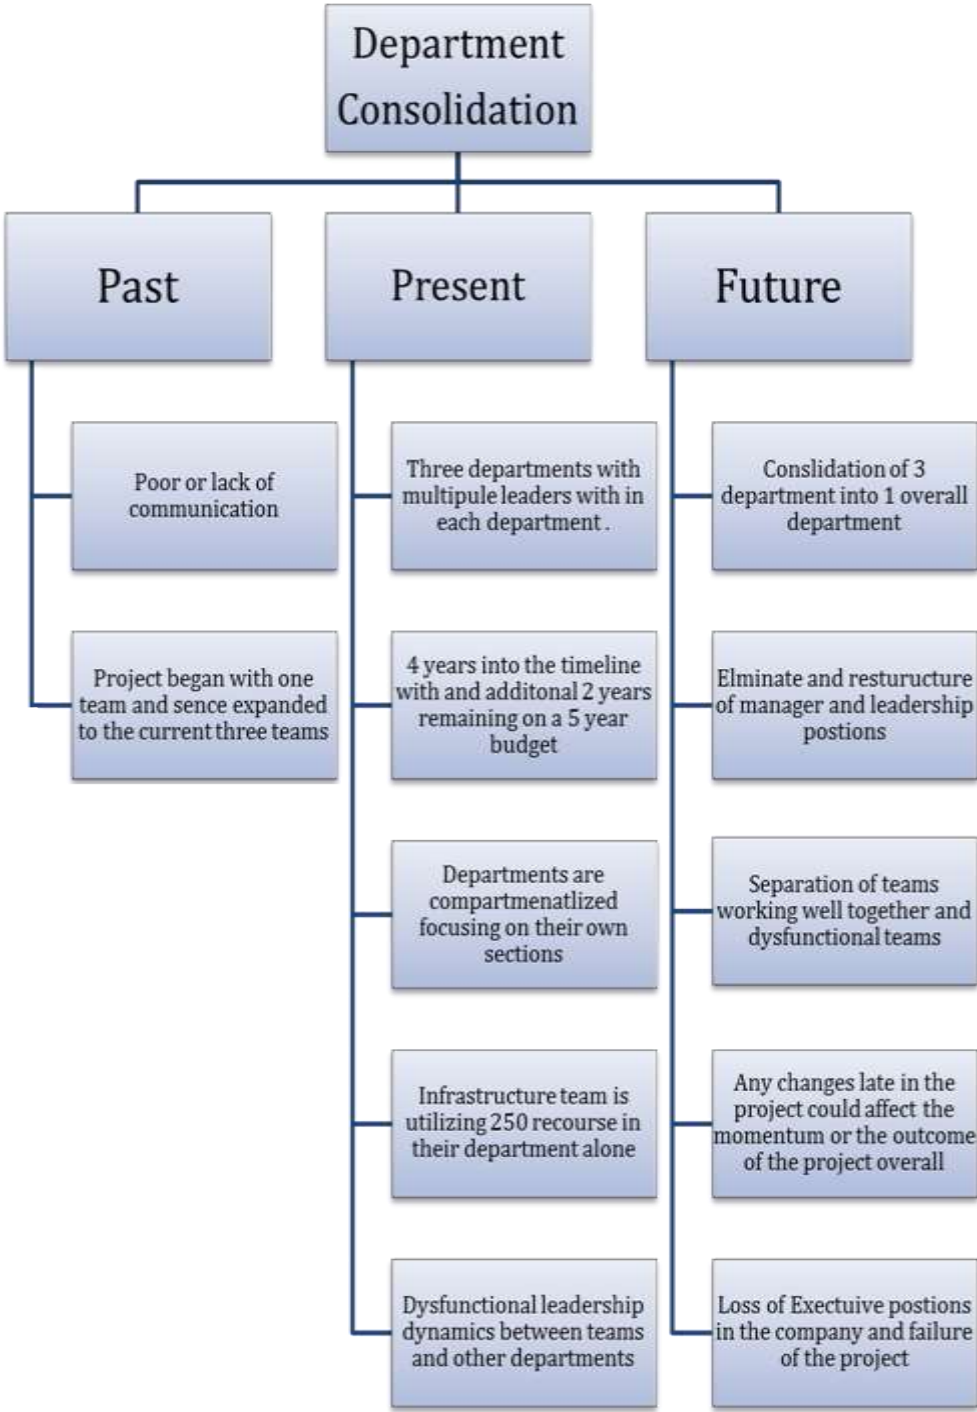 Department
Consolidation
Past
Present
Future
Poor or lack of
communication
Project began with one
team and sence expanded
to the current three teams
Three departments with
multipule leaders with in
each department .
4 years into the timeline
with and additonal 2 years
remaining on a 5 year
budget
Departments are
compartmenatlized
focusing on their own
sections
Infrastructure team is
utilizing 250 recourse in
their department alone
Dysfunctional leadership
dynamics between teams
and other departments
Conslidation of 3
department into 1 overall
department
Elminate and resturucture
of manager and leadership
postions
Separation of teams
working well together and
dysfunctional teams
Any changes late in the
project could affect the
momentum or the outcome
of the project overall
Loss of Exectuive postions
in the company and failure
of the project